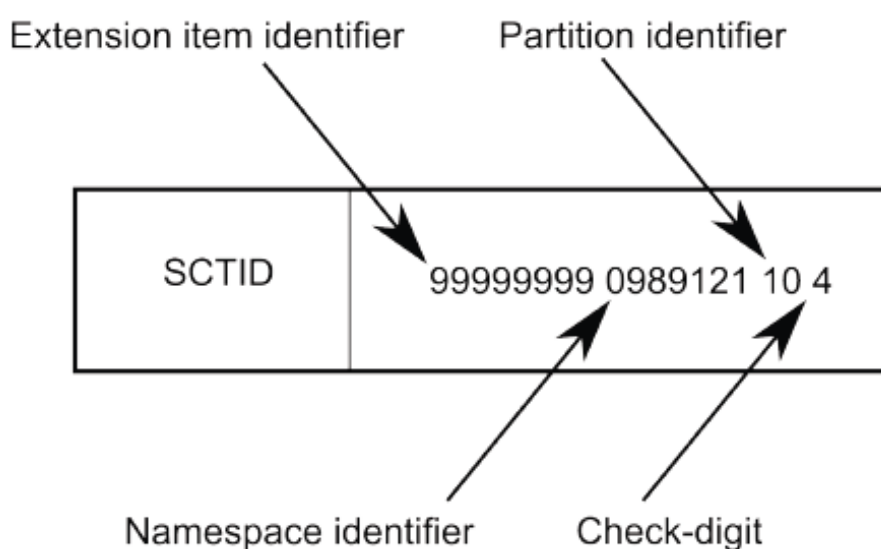 Extension item identifier
Partition identifier
SCTID
99999999 0989121 10 4
Namespace identifier
Check-digit